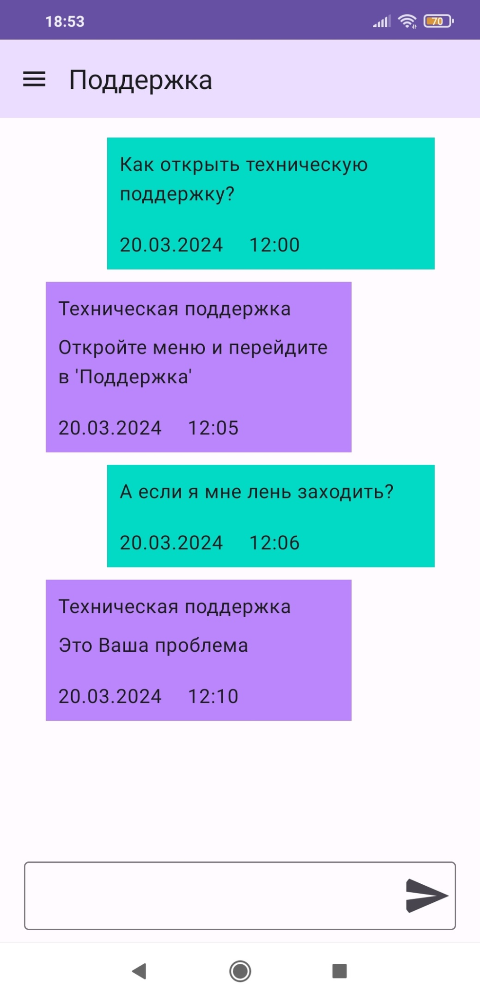 18:53
70
Поддержка
Как открыть техническую
поддержку?
20.03.2024 12:00
Техническая поддержка
Откройте меню и перейдите
в 'Поддержка'
20.03.2024 12:05
А если я мне лень заходить?
20.03.2024 12:06
Техническая поддержка
Это Ваша проблема
20.03.2024 12:10